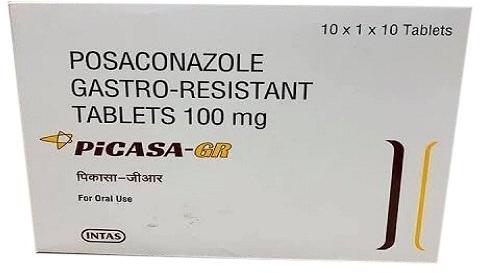 10 x 1 x 10 Tablets
POSACONAZOLE
GASTRO-RESISTANT
TABLETS 100 mg
PiCASA-GR
पिकासा-जीआर
For Oral Use
INTAS